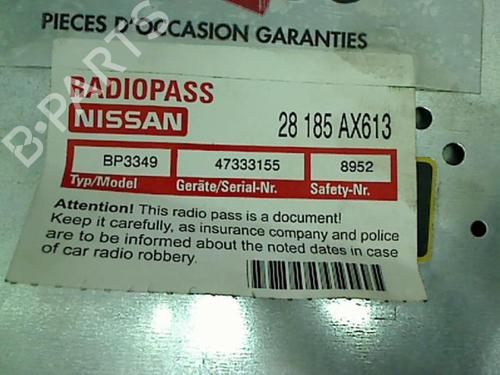 PIECES D'OCCASION GARANTIES
B-PARTS
RADIOPASS
NISSAN
28 185 AX613
BP3349 47333155 8952
Typ/Model Geräte/Serial-Nr. Safety-Nr.
Attention! This radio pass is a document!
Keep it carefully, as insurance company and police
are to be informed about the noted dates in case
of car radio robbery.